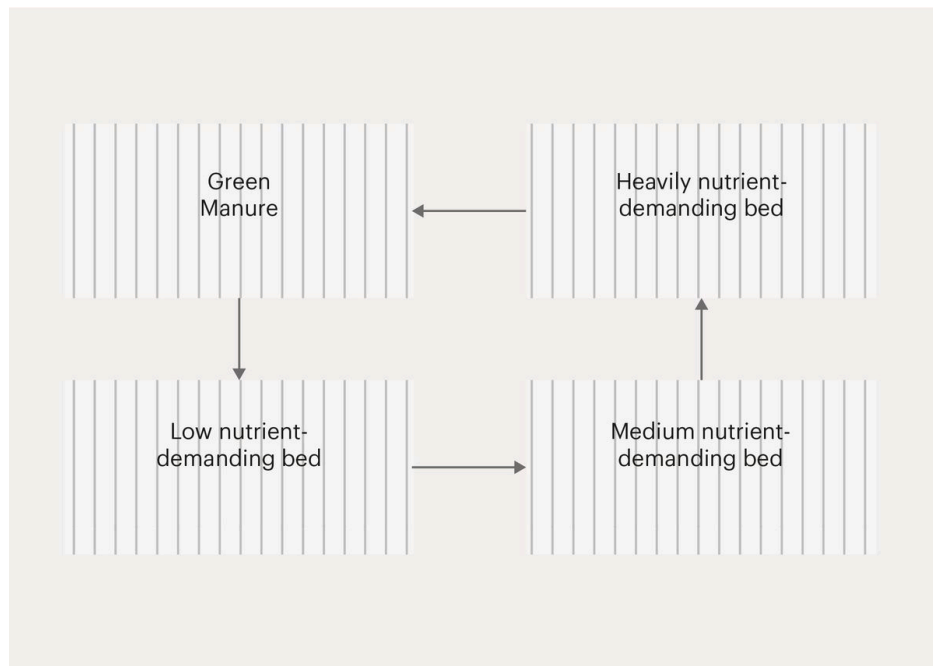 Green
Manure
Heavily nutrient-
demanding bed
Low nutrient-
demanding bed
Medium nutrient-
demanding bed